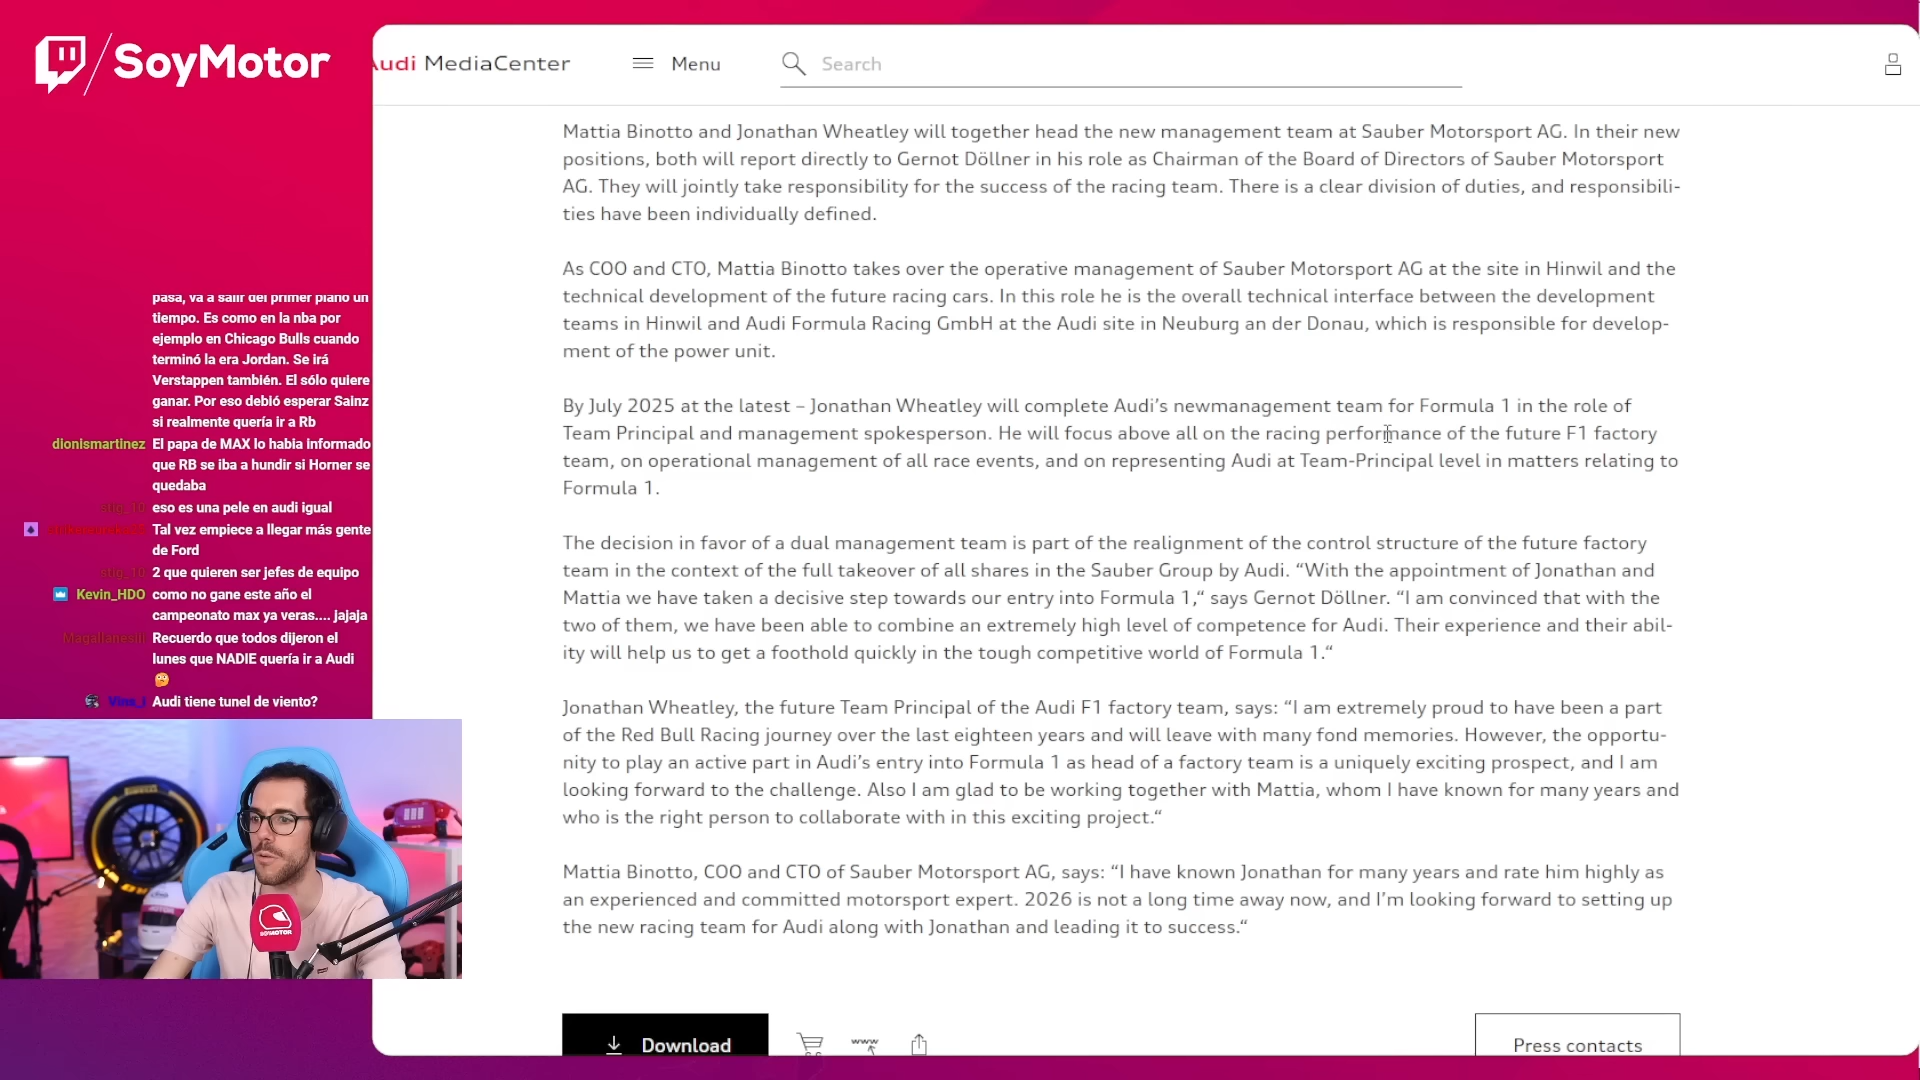 SoyMotor
Audi MediaCenter
Menu
Search
Mattia Binotto and Jonathan Wheatley will together head the new management team at Sauber Motorsport AG. In their new
positions, both will report directly to Gernot Döllner in his role as Chairman of the Board of Directors of Sauber Motorsport
AG. They will jointly take responsibility for the success of the racing team. There is a clear division of duties, and responsibili-
ties have been individually defined.
As COO and CTO, Mattia Binotto takes over the operative management of Sauber Motorsport AG at the site in Hinwil and the
technical development of the future racing cars. In this role he is the overall technical interface between the development
teams in Hinwil and Audi Formula Racing GmbH at the Audi site in Neuburg an der Donau, which is responsible for develop-
ment of the power unit.
By July 2025 at the latest – Jonathan Wheatley will complete Audi’s newmanagement team for Formula 1 in the role of
Team Principal and management spokesperson. He will focus above all on the racing performance of the future F1 factory
team, on operational management of all race events, and on representing Audi at Team-Principal level in matters relating to
Formula 1.
The decision in favor of a dual management team is part of the realignment of the control structure of the future factory
team in the context of the full takeover of all shares in the Sauber Group by Audi. “With the appointment of Jonathan and
Mattia we have taken a decisive step towards our entry into Formula 1,“ says Gernot Döllner. “I am convinced that with the
two of them, we have been able to combine an extremely high level of competence for Audi. Their experience and their abil-
ity will help us to get a foothold quickly in the tough competitive world of Formula 1.“
Jonathan Wheatley, the future Team Principal of the Audi F1 factory team, says: “I am extremely proud to have been a part
of the Red Bull Racing journey over the last eighteen years and will leave with many fond memories. However, the opportu-
nity to play an active part in Audi’s entry into Formula 1 as head of a factory team is a uniquely exciting prospect, and I am
looking forward to the challenge. Also I am glad to be working together with Mattia, whom I have known for many years and
who is the right person to collaborate with in this exciting project.“
Mattia Binotto, COO and CTO of Sauber Motorsport AG, says: “I have known Jonathan for many years and rate him highly as
an experienced and committed motorsport expert. 2026 is not a long time away now, and I’m looking forward to setting up
the new racing team for Audi along with Jonathan and leading it to success.“
Download
www
Press contacts
pasa, va a salir del primer plano un
tiempo. Es como en la nba por
ejemplo en Chicago Bulls cuando
terminó la era Jordan. Se irá
Verstappen también. El sólo quiere
ganar. Por eso debió esperar Sainz
si realmente quería ir a Rb
dionismartinez El papa de MAX lo habia informado
que RB se iba a hundir si Horner se
quedaba
stig_10 eso es una pele en audi igual
Tal vez empiece a llegar más gente
de Ford
stig_10 2 que quieren ser jefes de equipo
Kevin_HDO como no gane este año el
campeonato max ya veras.... jajaja
Magallanesiii Recuerdo que todos dijeron el
lunes que NADIE quería ir a Audi
Audi tiene tunel de viento?
SOYMOTOR